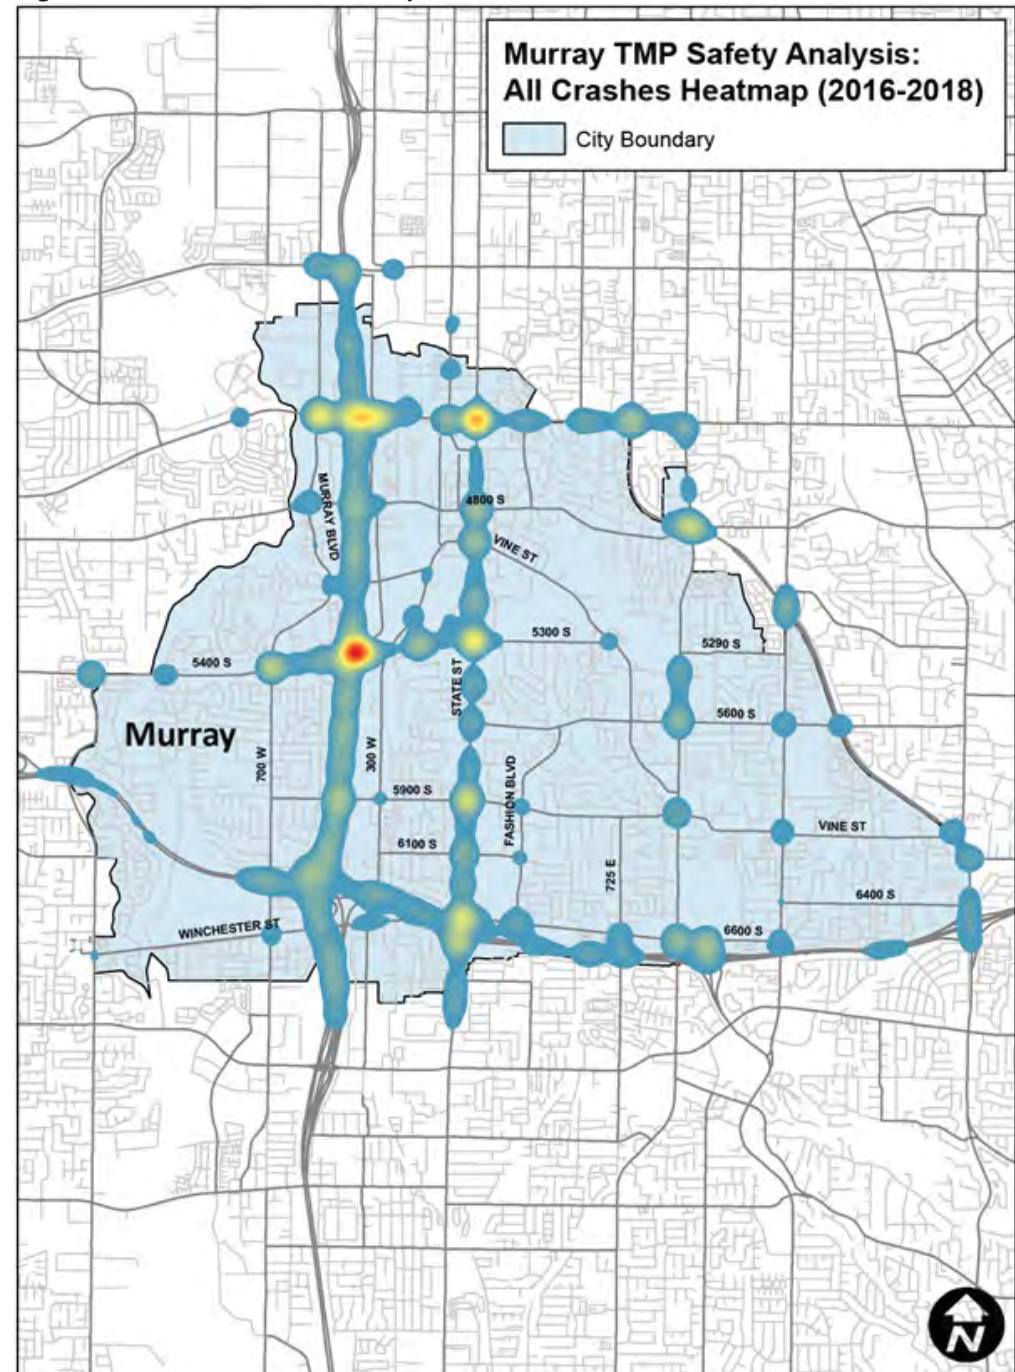 Murray TMP Safety Analysis:
All Crashes Heatmap (2016-2018)
City Boundary
MURRAY BLVD
4800 S
VINE ST
5300 S
5290 S
5400 S
STATE ST
5600 S
Murray
700 W
300 W
5900 S
FASHION BLVD
VINE ST
6100 S
725 E
6400 S
WINCHESTER ST
6600 S
N